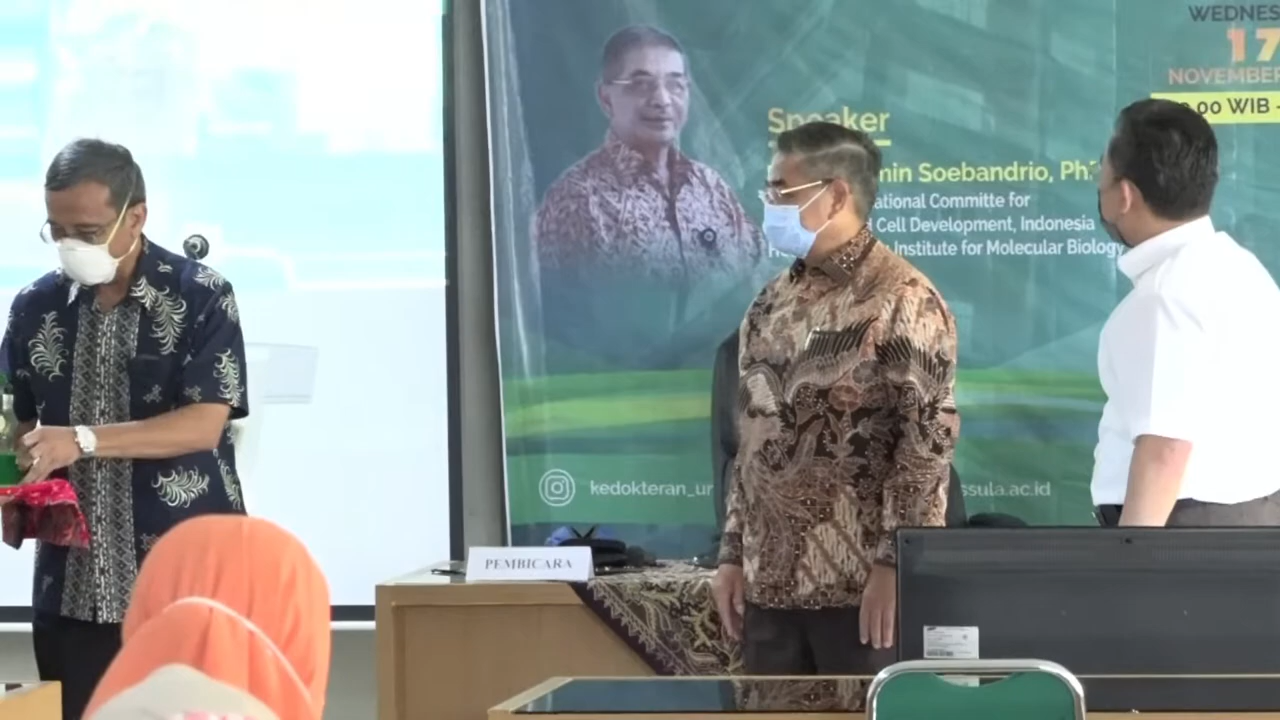 WEDNES
17
NOVEMBER
00 WIB -
Speaker
min Soebandrio, Ph
ational Committe for
Cell Development, Indonesia
Institute for Molecular Biology
kedokteran_un
ssula.ac.id
PEMBICARA